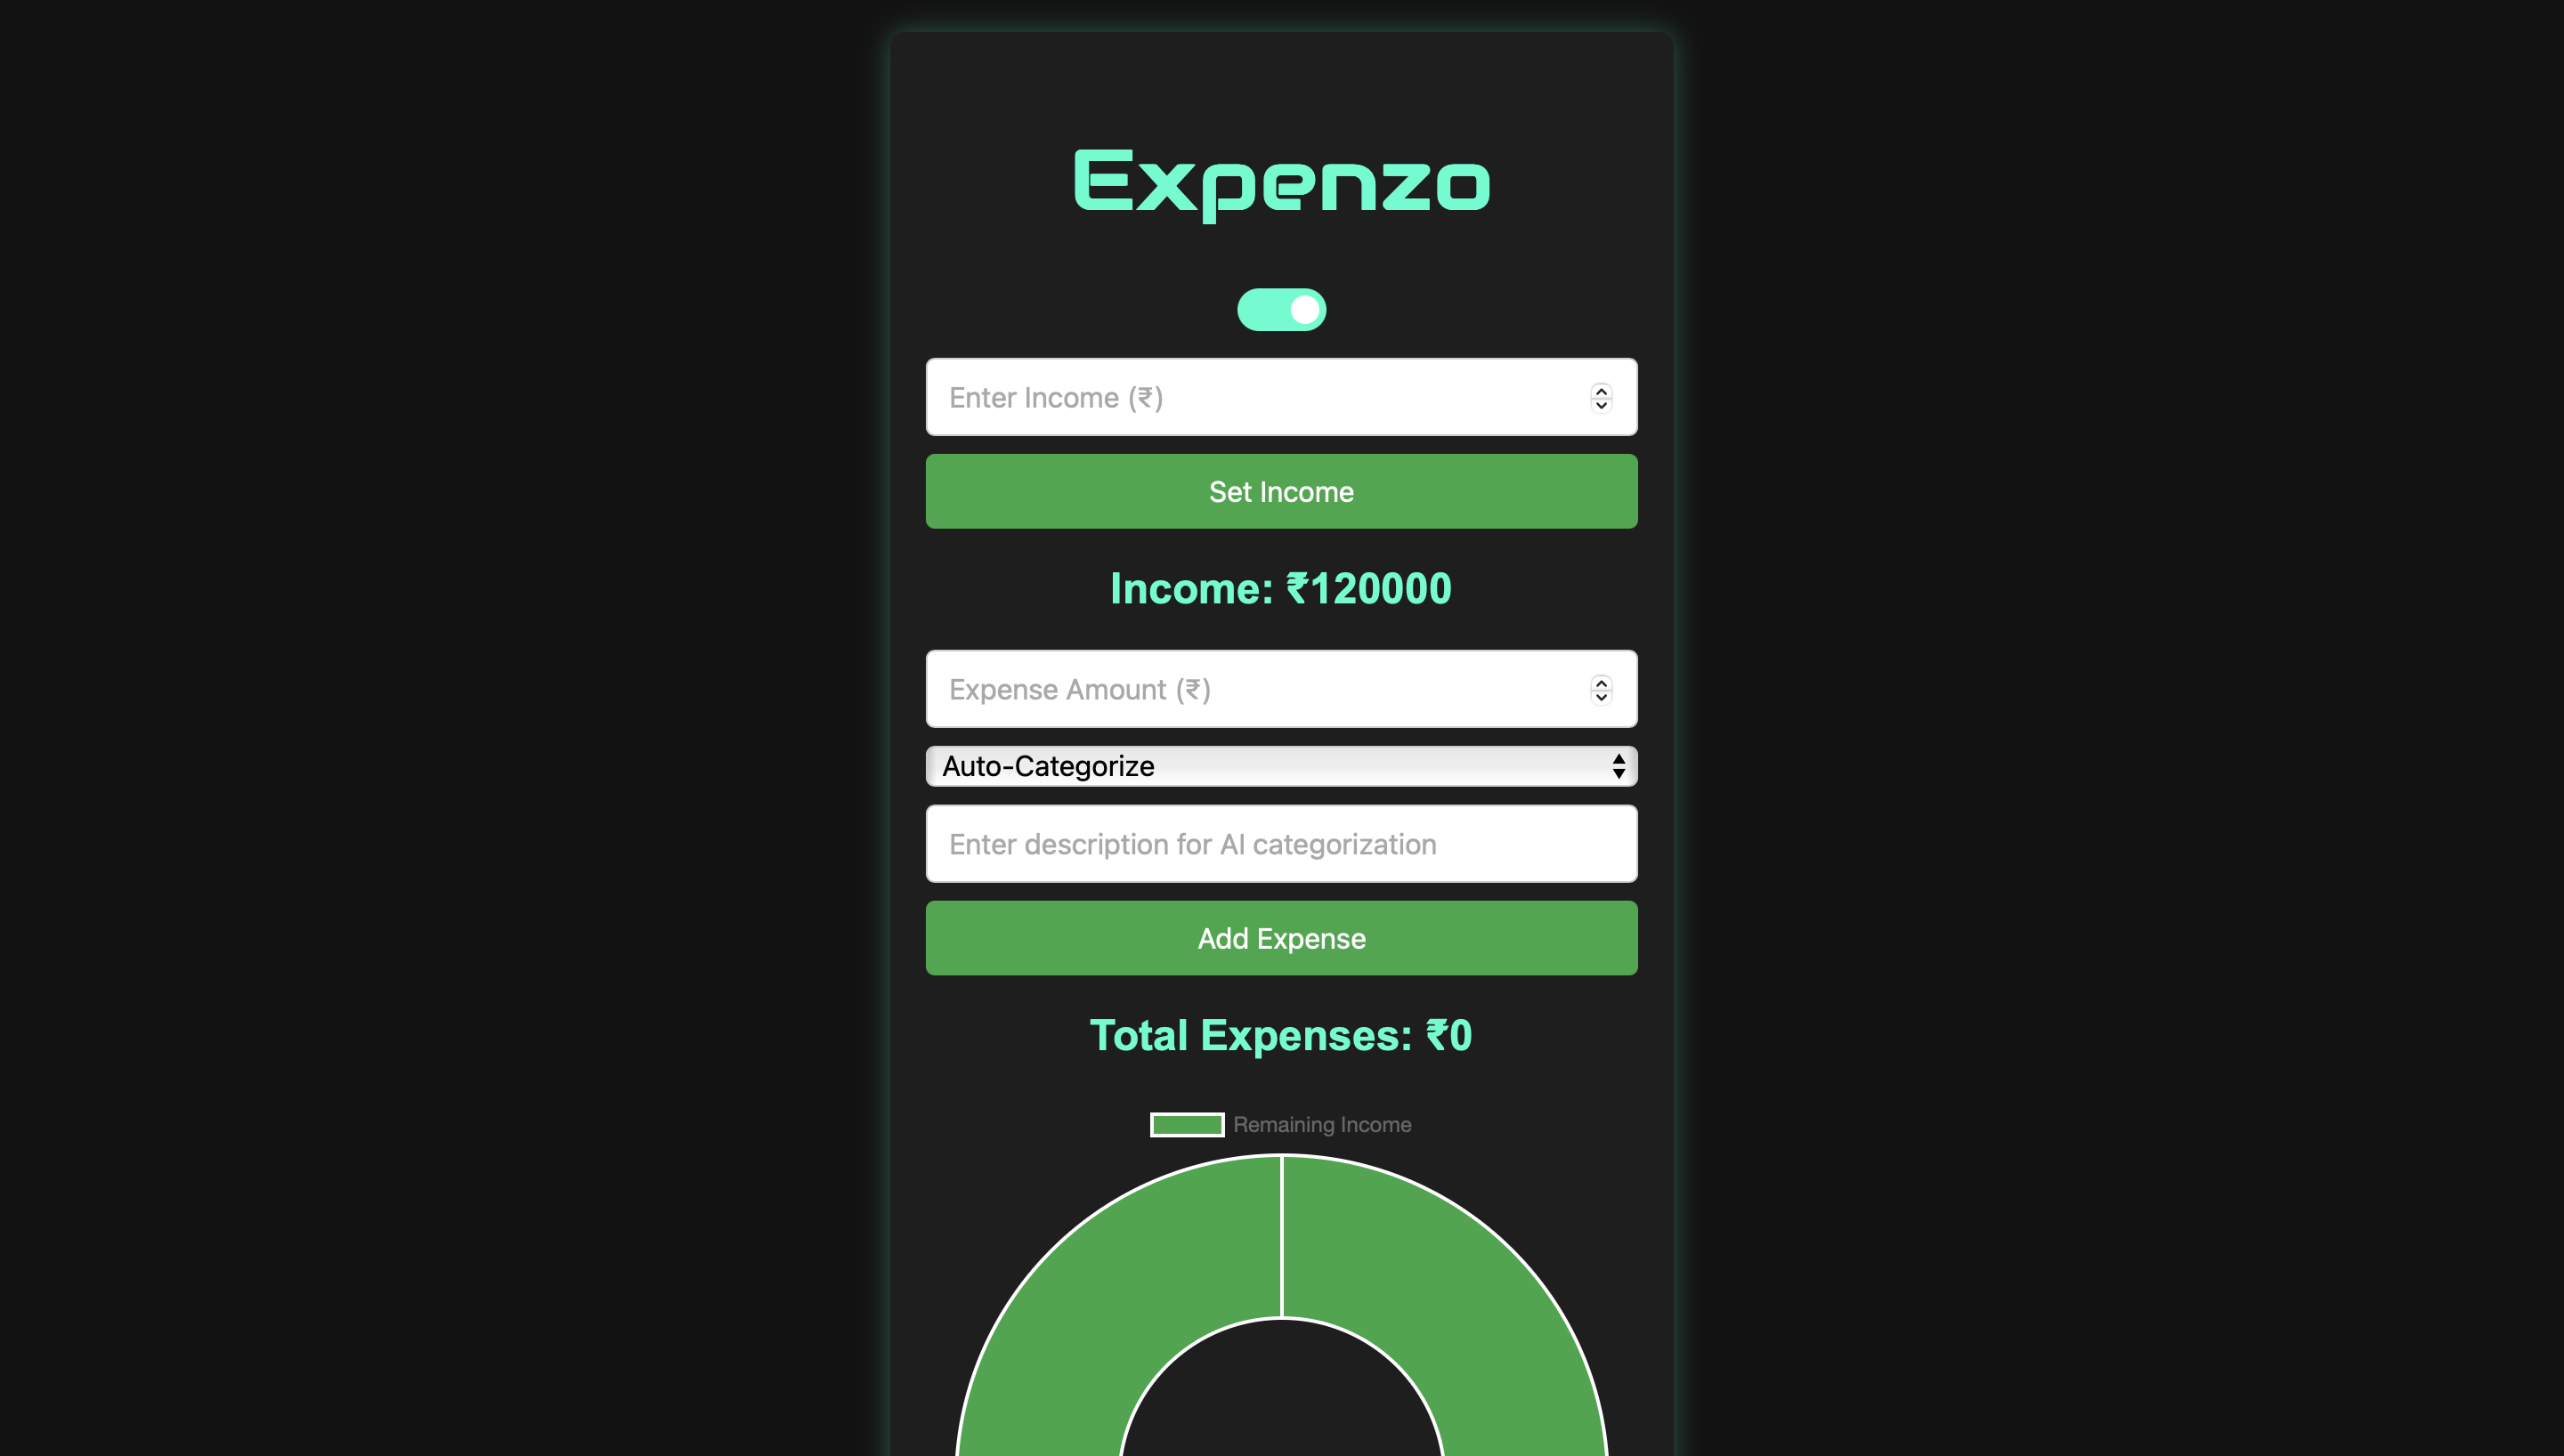 Expenzo
Enter Income (₹)
Set Income
Income: ₹120000
Expense Amount (₹)
Auto-Categorize
Enter description for AI categorization
Add Expense
Total Expenses: ₹0
Remaining Income